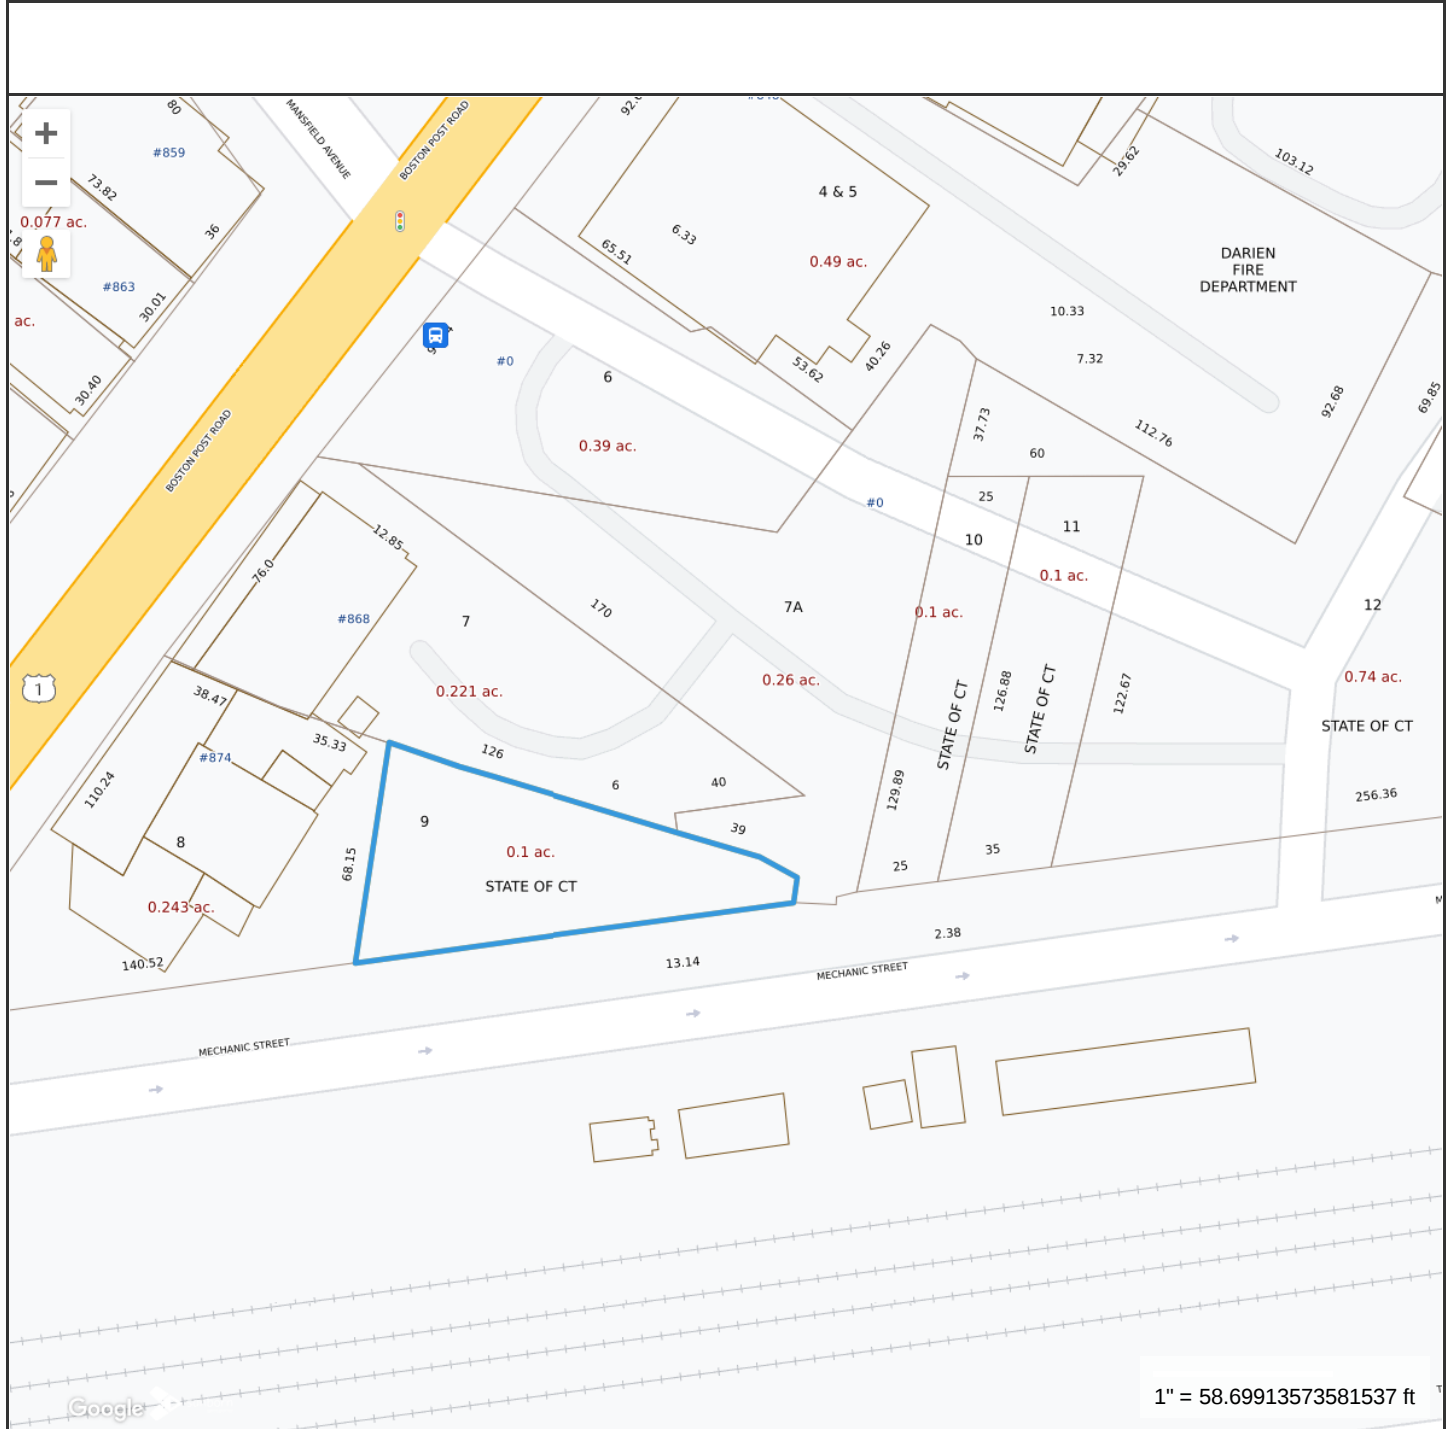 80
MANSFIELD AVENUE
BOSTON POST ROAD
#859
73.82
0.077 ac.
36
#863
30.01
ac.
30.40
65.51
6.33
4 & 5
0.49 ac.
29.62
103.12
DARIEN
FIRE
DEPARTMENT
10.33
7.32
#0
6
53.62
40.26
92.68
69.85
0.39 ac.
37.73
60
112.76
BOSTON POST ROAD
25
#0
11
10
0.1 ac.
12.85
76.0
#868
7
170
7A
0.1 ac.
12
0.221 ac.
0.26 ac.
126.88
STATE OF CT
122.67
0.74 ac.
STATE OF CT
STATE OF CT
1
38.47
35.33
#874
126
110.24
6
40
129.89
256.36
9
39
8
68.15
0.1 ac.
STATE OF CT
35
25
0.243 ac.
140.52
13.14
2.38
MECHANIC STREET
MECHANIC STREET
Google
1" = 58.69913573581537 ft